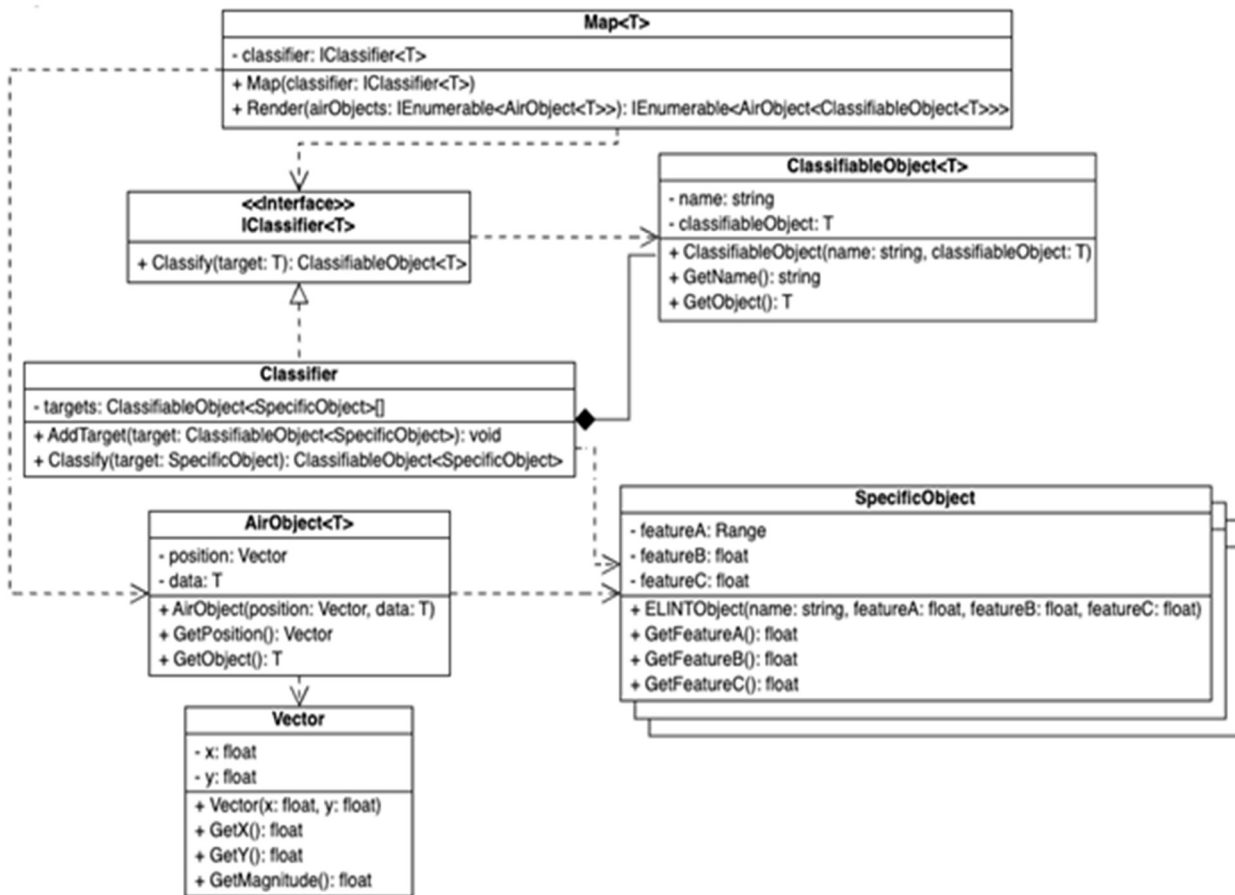 Map<T>
- classifier: IClassifier<T>
+ Map(classifier: IClassifier<T>)
+ Render(airObjects: IEnumerable<AirObject<T>>): IEnumerable<AirObject<ClassifiableObject<T>>>
<<Interface>>
IClassifier<T>
+ Classify(target: T): ClassifiableObject<T>
ClassifiableObject<T>
- name: string
- classifiableObject: T
+ ClassifiableObject(name: string, classifiableObject: T)
+ GetName(): string
+ GetObject(): T
Classifier
- targets: ClassifiableObject<SpecificObject>[]
+ AddTarget(target: ClassifiableObject<SpecificObject>): void
+ Classify(target: SpecificObject): ClassifiableObject<SpecificObject>
AirObject<T>
- position: Vector
- data: T
+ AirObject(position: Vector, data: T)
+ GetPosition(): Vector
+ GetObject(): T
SpecificObject
- featureA: Range
- featureB: float
- featureC: float
+ ELINTObject(name: string, featureA: float, featureB: float, featureC: float)
+ GetFeatureA(): float
+ GetFeatureB(): float
+ GetFeatureC(): float
Vector
- x: float
- y: float
+ Vector(x: float, y: float)
+ GetX(): float
+ GetY(): float
+ GetMagnitude(): float